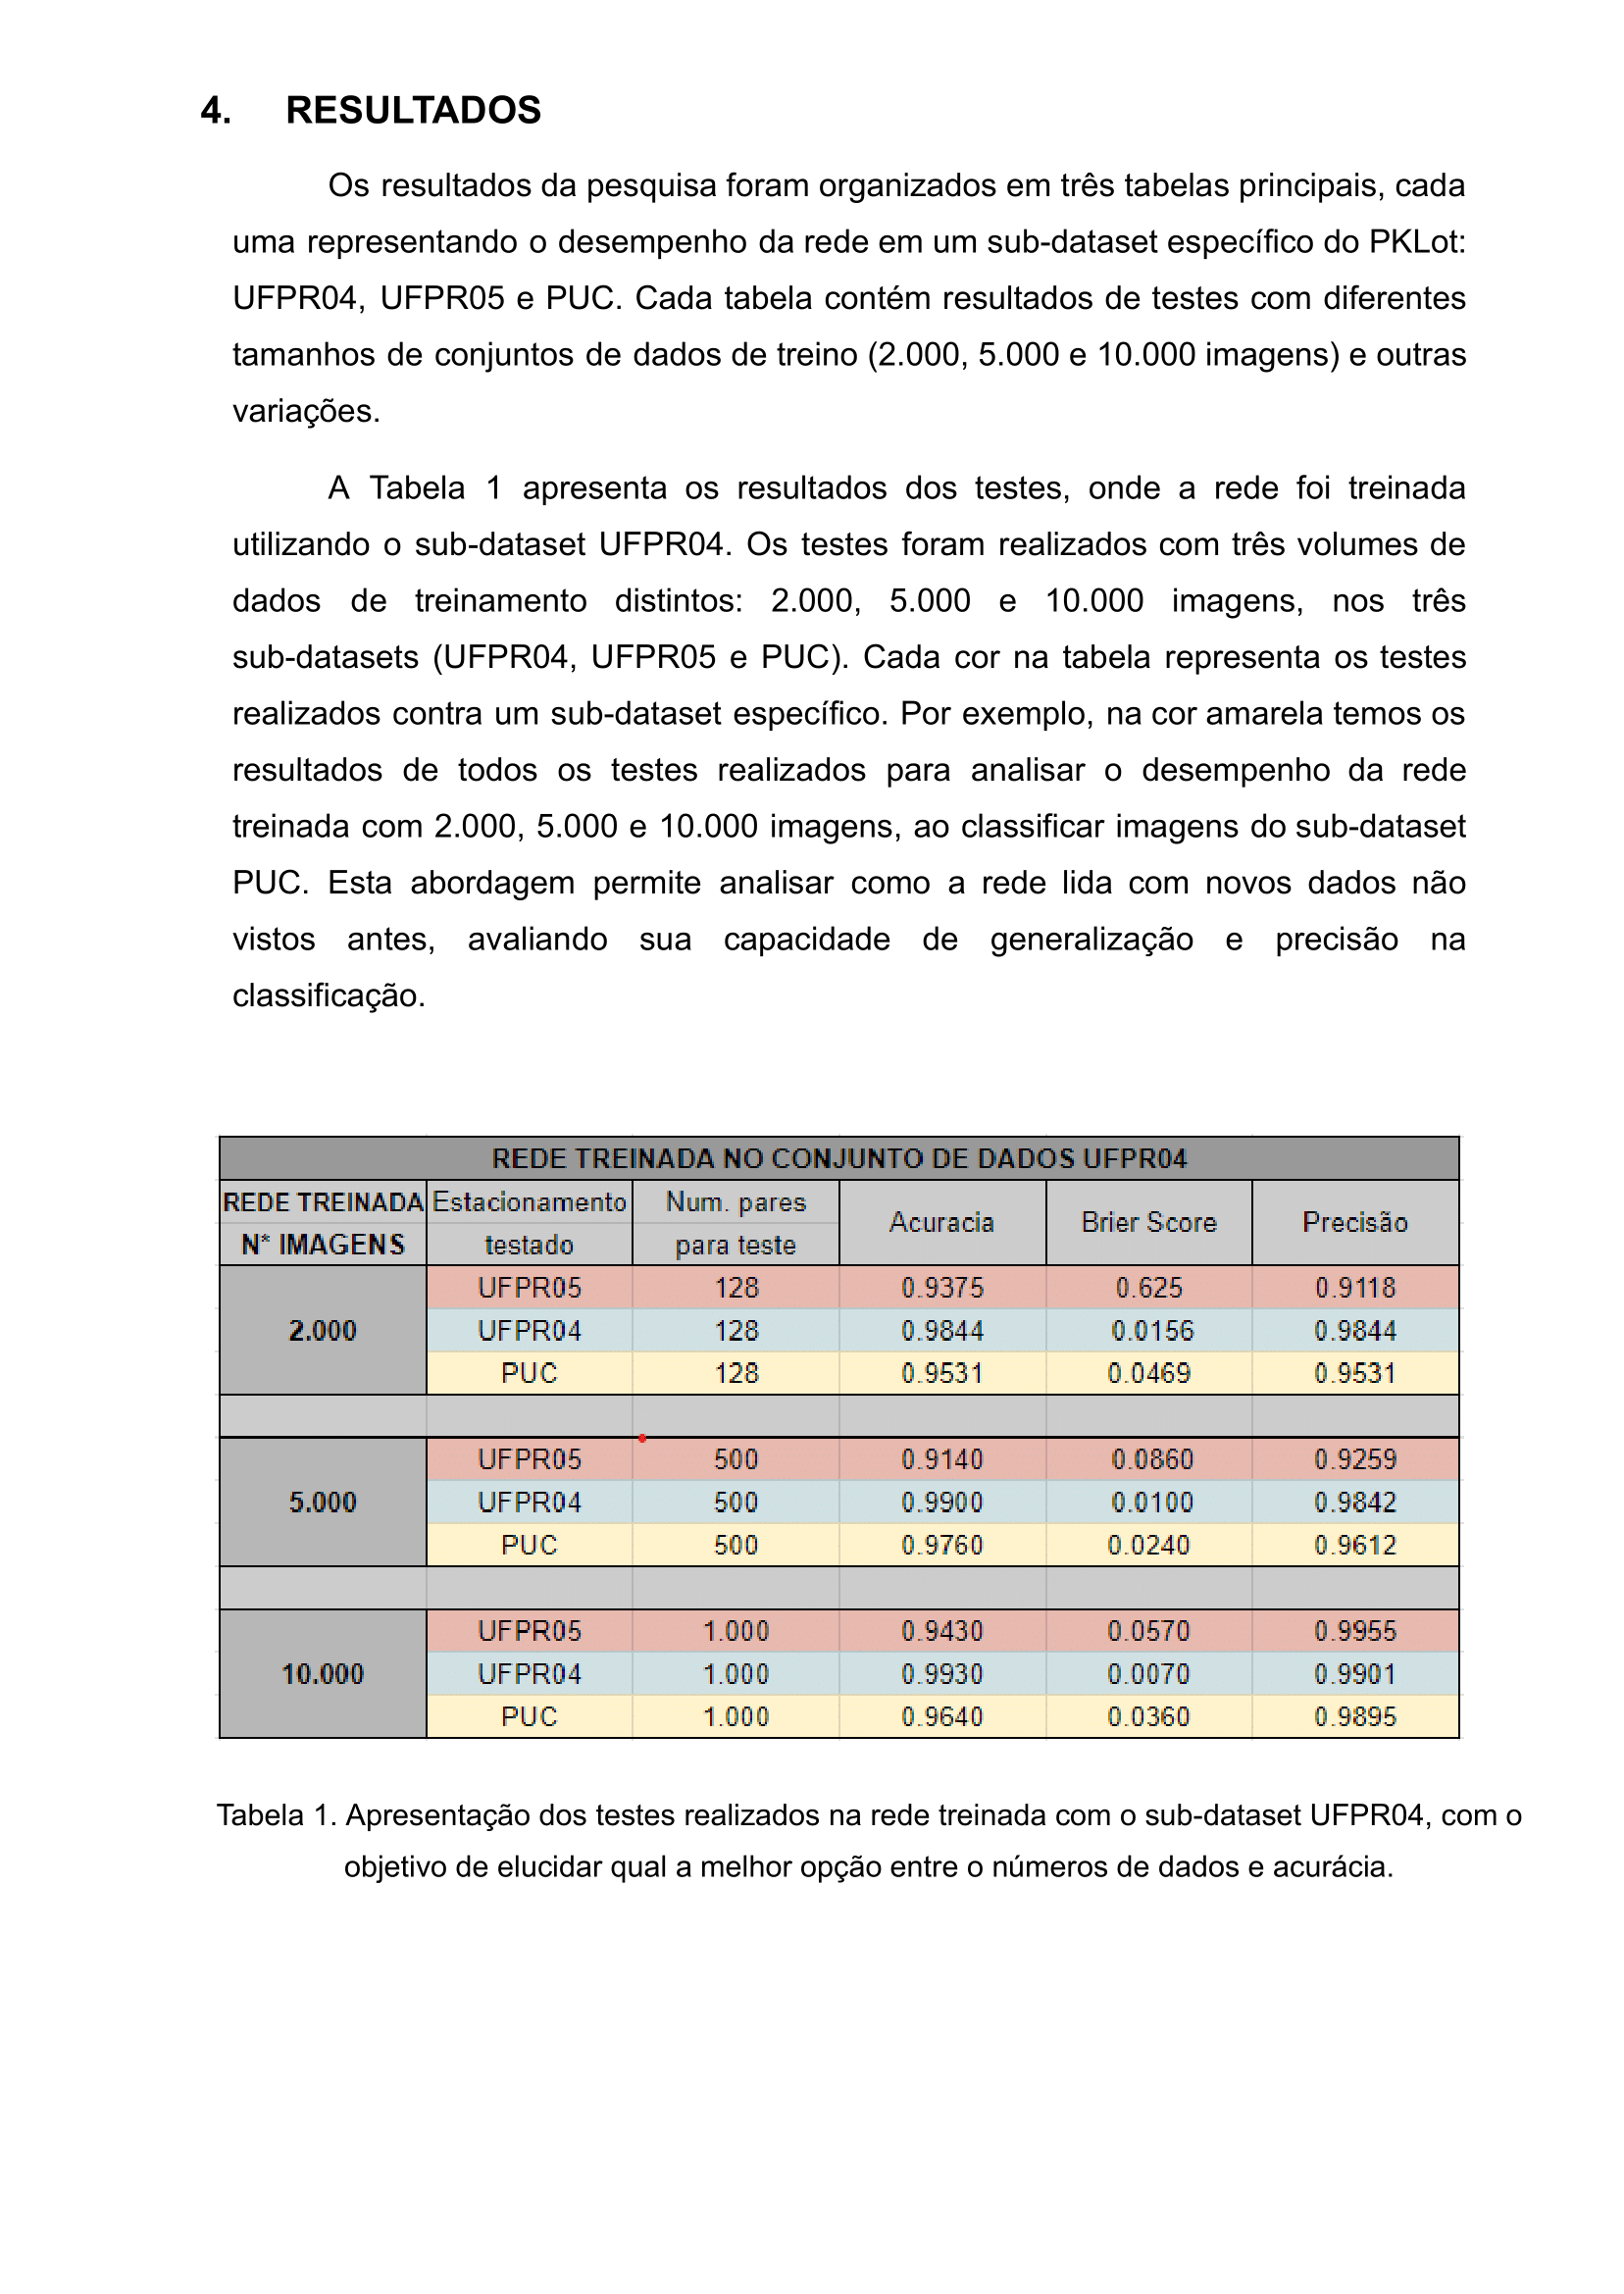 4. RESULTADOS
Os resultados da pesquisa foram organizados em três tabelas principais, cada
uma representando o desempenho da rede em um sub-dataset específico do PKLot:
UFPR04, UFPR05 e PUC. Cada tabela contém resultados de testes com diferentes
tamanhos de conjuntos de dados de treino (2.000, 5.000 e 10.000 imagens) e outras
variações.
A Tabela 1 apresenta os resultados dos testes, onde a rede foi treinada
utilizando o sub-dataset UFPR04. Os testes foram realizados com três volumes de
dados de treinamento distintos: 2.000, 5.000 e 10.000 imagens, nos três
sub-datasets (UFPR04, UFPR05 e PUC). Cada cor na tabela representa os testes
realizados contra um sub-dataset específico. Por exemplo, na cor amarela temos os
resultados de todos os testes realizados para analisar o desempenho da rede
treinada com 2.000, 5.000 e 10.000 imagens, ao classificar imagens do sub-dataset
PUC. Esta abordagem permite analisar como a rede lida com novos dados não
vistos antes, avaliando sua capacidade de generalização e precisão na
classificação.
REDE TREINADA NO CONJUNTO DE DADOS UFPR04
REDE TREINADA N* IMAGENS Estacionamento testado Num. pares para teste Acuracia Brier Score Precisão
2.000
UFPR05 128 0.9375 0.625 0.9118
UFPR04 128 0.9844 0.0156 0.9844
PUC 128 0.9531 0.0469 0.9531
5.000
UFPR05 500 0.9140 0.0860 0.9259
UFPR04 500 0.9900 0.0100 0.9842
PUC 500 0.9760 0.0240 0.9612
10.000
UFPR05 1.000 0.9430 0.0570 0.9955
UFPR04 1.000 0.9930 0.0070 0.9901
PUC 1.000 0.9640 0.0360 0.9895
Tabela 1. Apresentação dos testes realizados na rede treinada com o sub-dataset UFPR04, com o
objetivo de elucidar qual a melhor opção entre o números de dados e acurácia.